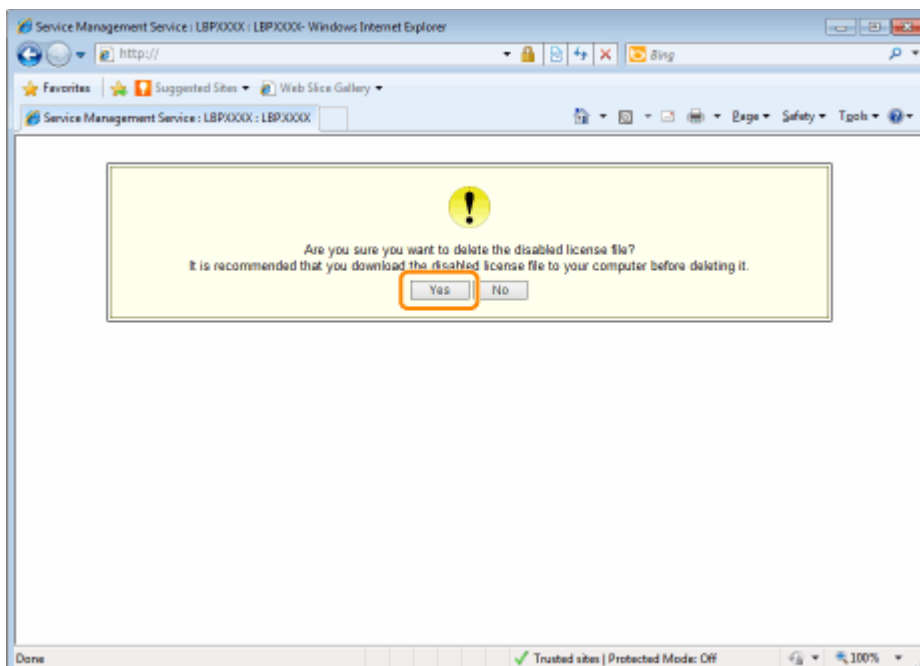 Service Management Service : LBPXXXX : LBPXXXX- Windows Internet Explorer
http://
Bing
Favorites Suggested Sites Web Slice Gallery
Service Management Service : LBPXXXX : LBPXXXX Page Safety Tools
Are you sure you want to delete the disabled license file?
It is recommended that you download the disabled license file to your computer before deleting it.
Yes No
Done Trusted sites | Protected Mode: Off 100%